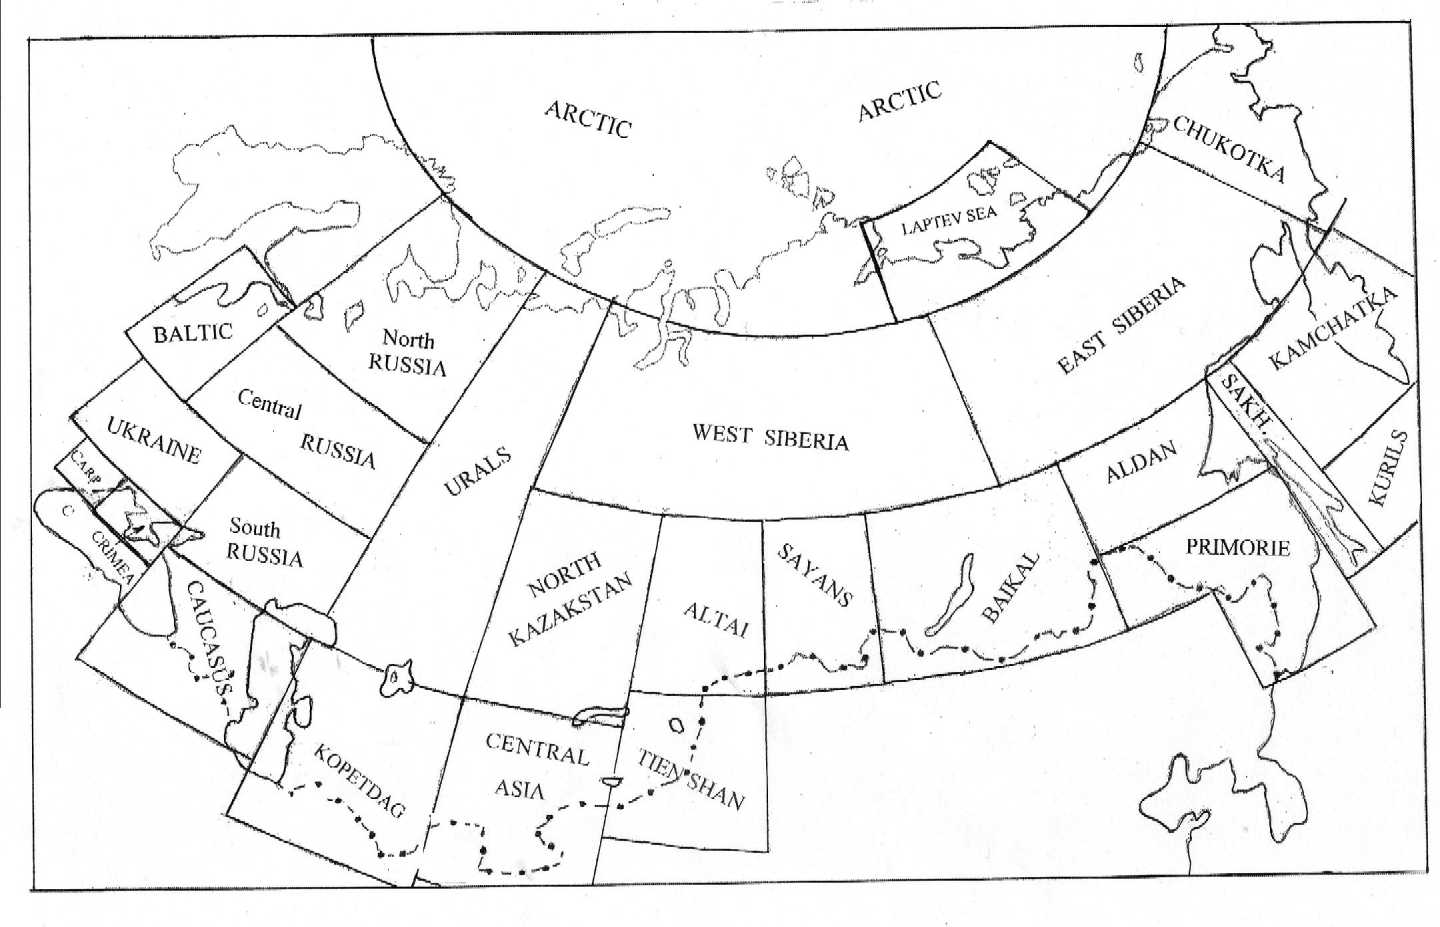 ARCTIC
ARCTIC
CHUKOTKA
LAPTEV SEA
BALTIC
North
RUSSIA
EAST SIBERIA
KAMCHATKA
UKRAINE
Central
RUSSIA
URALS
WEST SIBERIA
SAKH.
ALDAN
KURILS
CARP.
C
CRIMEA
South
RUSSIA
CAUCASUS
NORTH
KAZAKSTAN
ALTAI
SAYANS
BAIKAL
PRIMORIE
KOPETDAG
CENTRAL
ASIA
TIEN SHAN